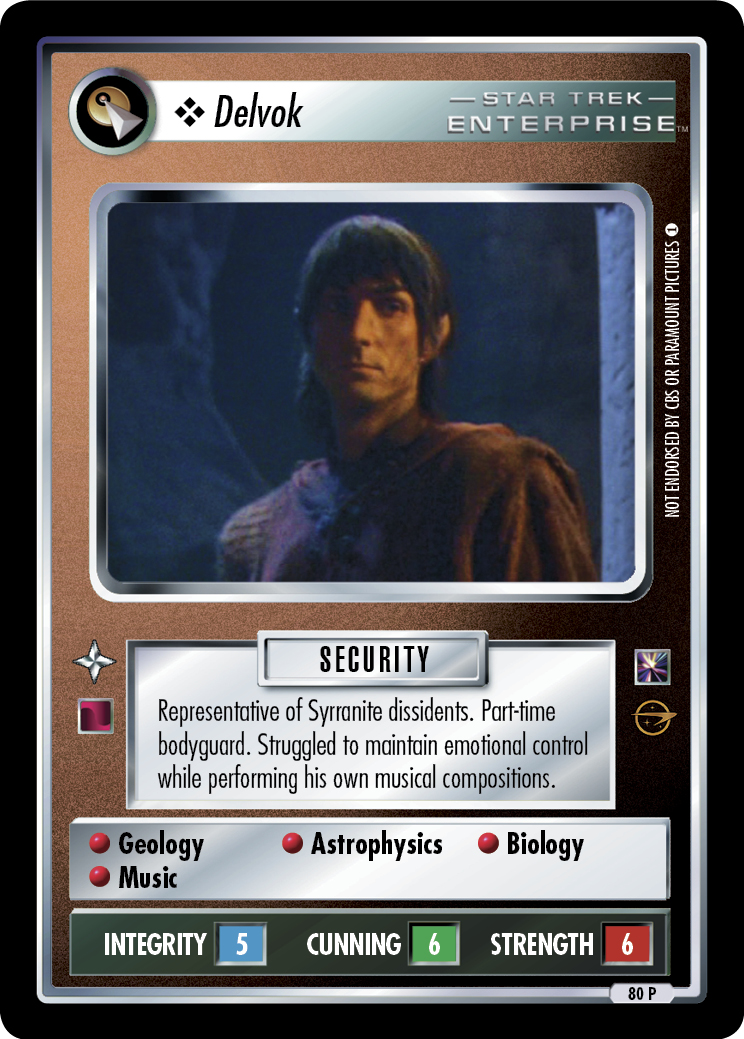 ❖ Delvok
STAR TREK
ENTERPRISE™
NOT ENDORSED BY CBS OR PARAMOUNT PICTURES 1
SECURITY
Representative of Syrranite dissidents. Part-time
bodyguard. Struggled to maintain emotional control
while performing his own musical compositions.
Geology Astrophysics Biology
Music
INTEGRITY 5 CUNNING 6 STRENGTH 6
80 P